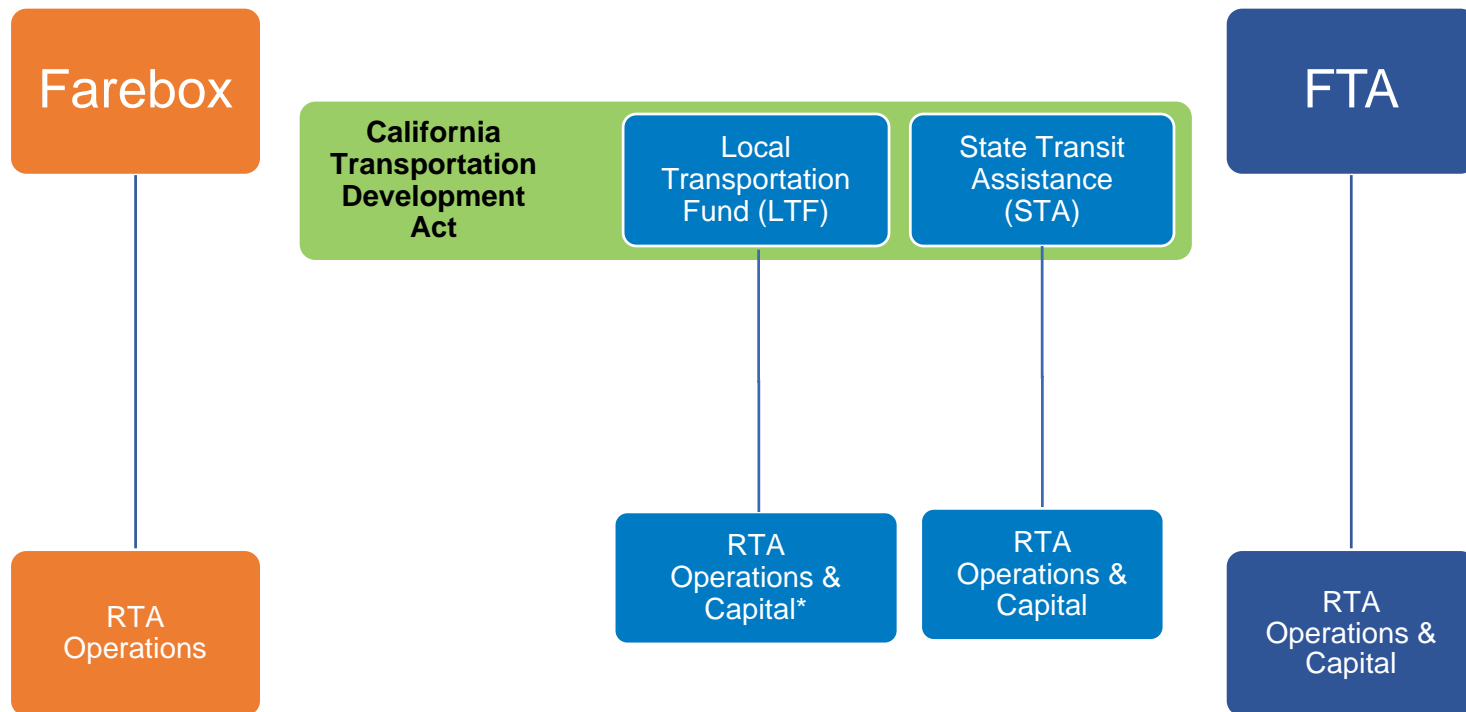 Farebox
California
Transportation
Development
Act
Local
Transportation
Fund (LTF)
State Transit
Assistance
(STA)
FTA
RTA
Operations
RTA
Operations &
Capital*
RTA
Operations &
Capital
RTA
Operations &
Capital